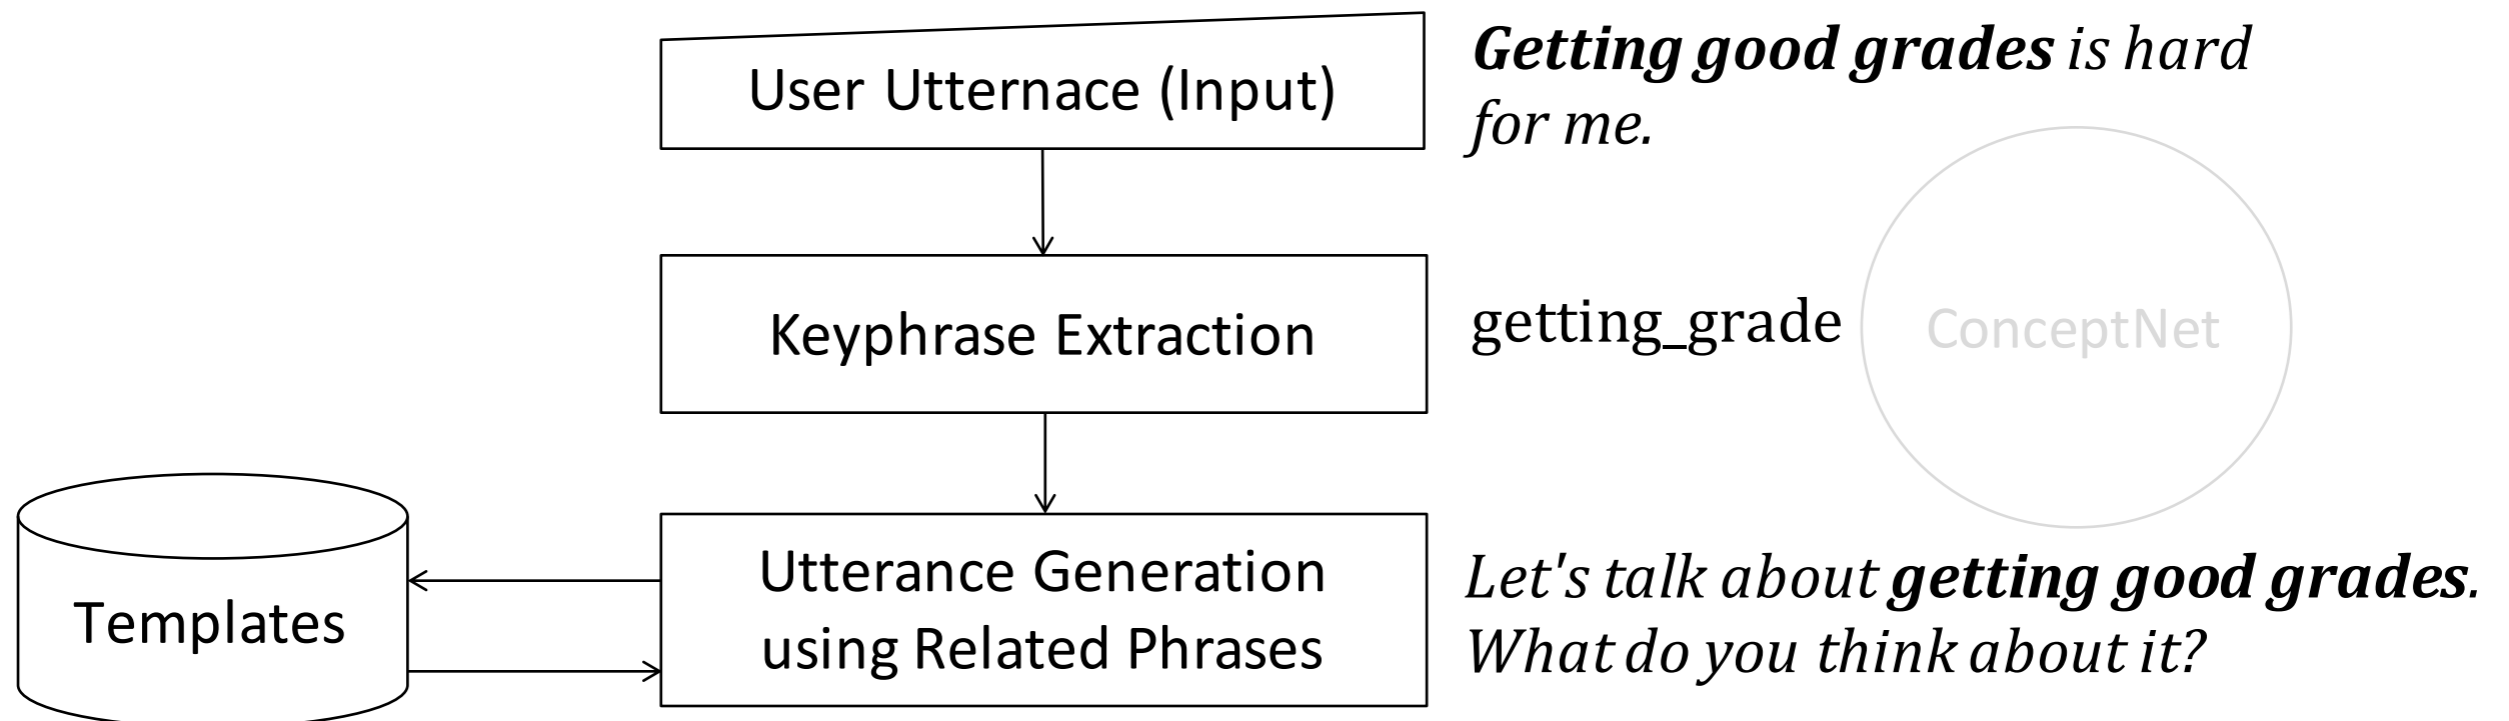 User Utternace (Input)
Getting good grades is hard
for me.
Keyphrase Extraction
getting_grade
ConceptNet
Templates
Utterance Generation
using Related Phrases
Let's talk about getting good grades.
What do you think about it?